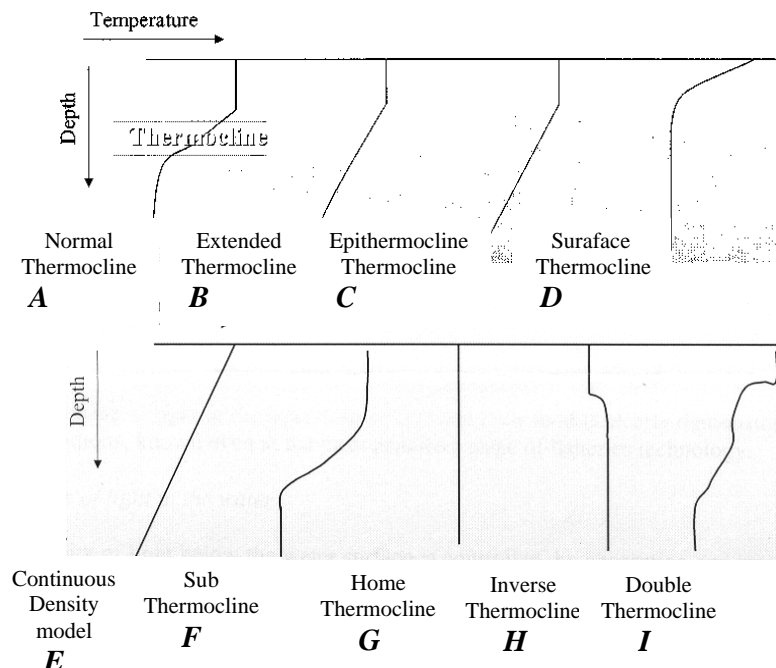 Temperature
Depth
Thermocline
Normal Thermocline
A
Extended Thermocline
B
Epithermocline Thermocline
C
Suraface Thermocline
D
Depth
Continuous Density model
E
Sub Thermocline
F
Home Thermocline
G
Inverse Thermocline
H
Double Thermocline
I